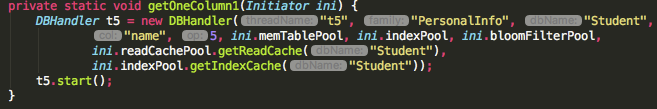 private static void getOneColumn1(Initiator ini) {
DBHandler t5 = new DBHandler( threadName: "t5", family: "PersonalInfo", dbName: "Student",
col: "name", op: 5, ini.memTablePool, ini.indexPool, ini.bloomFilterPool,
ini.readCachePool.getReadCache( dbName: "Student"),
ini.indexPool.getIndexCache( dbName: "Student"));
t5.start();
}